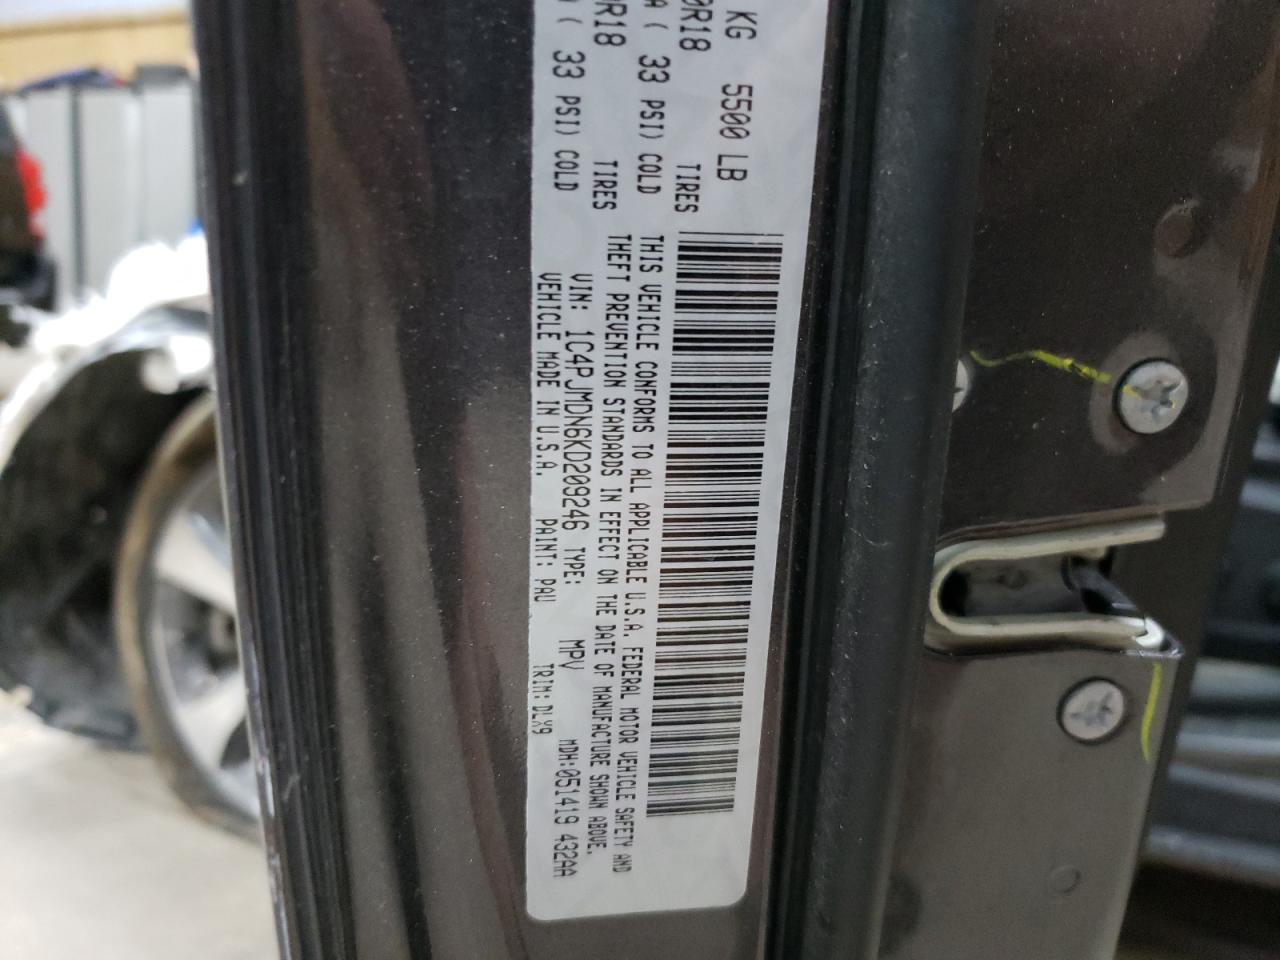 KG 5500 LB
0R18 TIRES
A ( 33 PSI) COLD
0R18 TIRES
A ( 33 PSI) COLD
THIS VEHICLE CONFORMS TO ALL APPLICABLE U.S.A. FEDERAL MOTOR VEHICLE SAFETY AND
THEFT PREVENTION STANDARDS IN EFFECT ON THE DATE OF MANUFACTURE SHOWN ABOVE.
VIN: 1C4PJMDN6KD209246 TYPE: MPV MDH:051419 432AA
VEHICLE MADE IN U.S.A. PAINT: PAU TRIM: DLX9